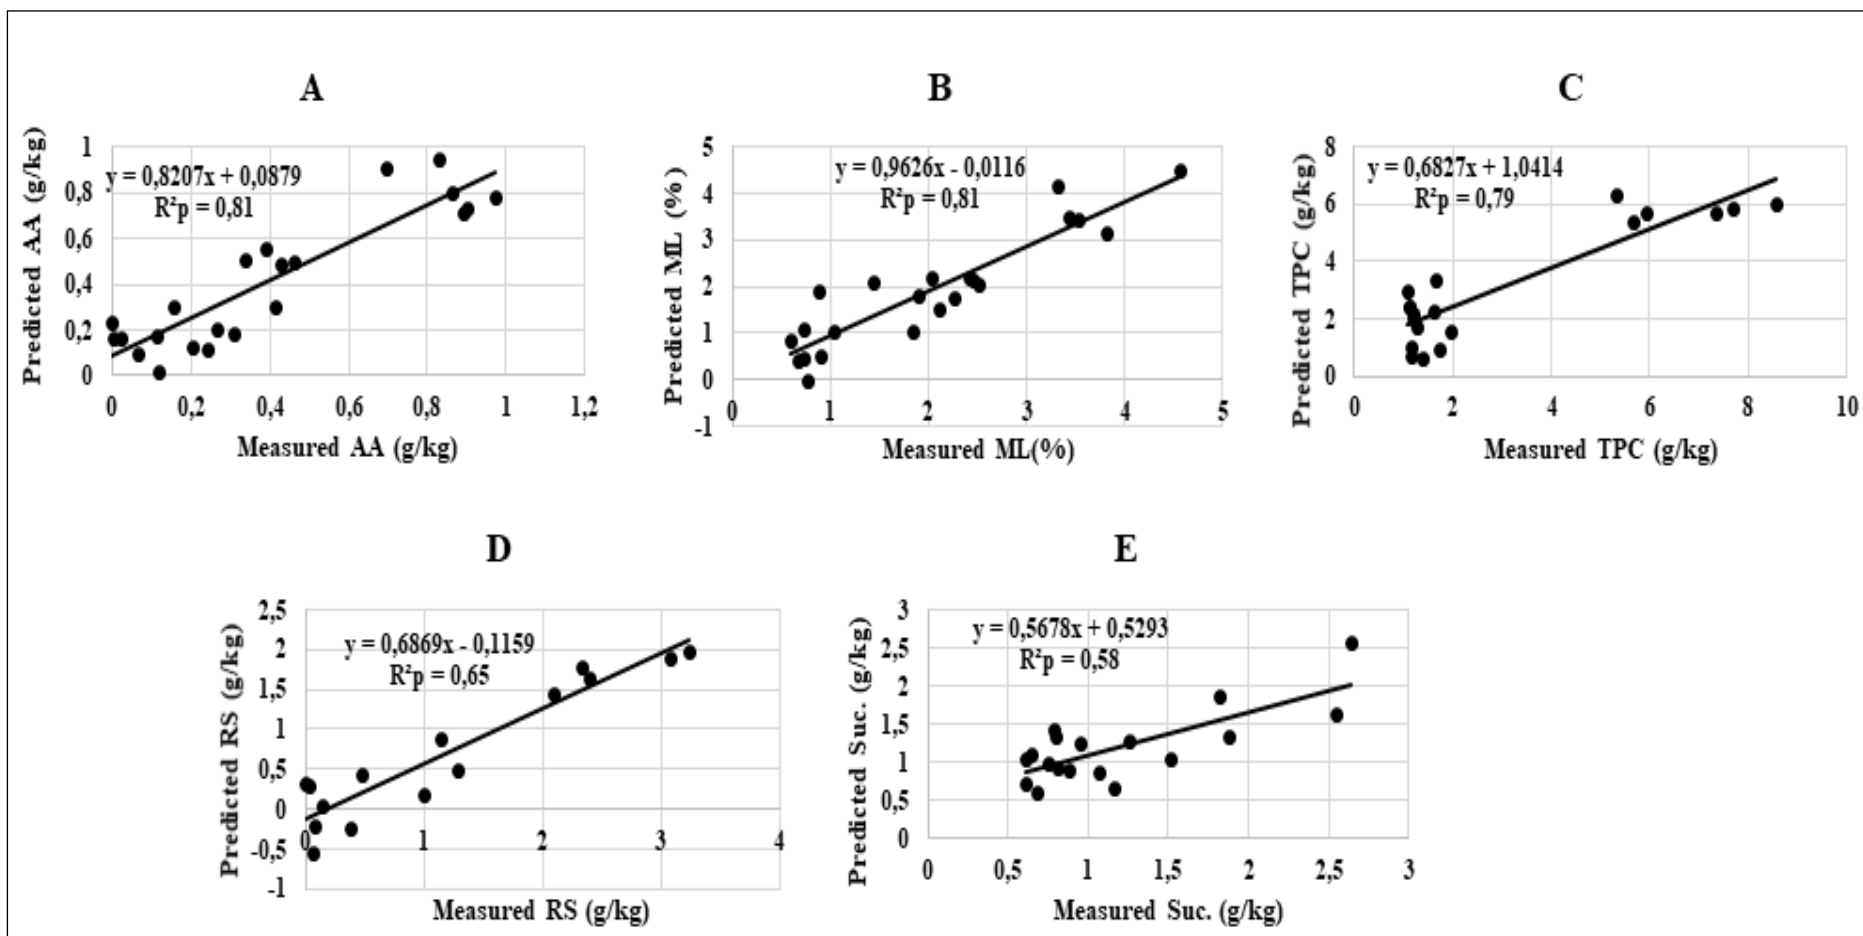 A
Predicted AA (g/kg)
y = 0,8207x + 0,0879
R²p = 0,81
1
0,8
0,6
0,4
0,2
0
0 0,2 0,4 0,6 0,8 1 1,2
Measured AA (g/kg)
B
Predicted ML (%)
y = 0,9626x - 0,0116
R²p = 0,81
5
4
3
2
1
0
-1
0 1 2 3 4 5
Measured ML(%)
C
Predicted TPC (g/kg)
y = 0,6827x + 1,0414
R²p = 0,79
8
6
4
2
0
0 2 4 6 8 10
Measured TPC (g/kg)
D
Predicted RS (g/kg)
y = 0,6869x - 0,1159
R²p = 0,65
2,5
2
1,5
1
0,5
0
-0,5
-1
0 1 2 3 4
Measured RS (g/kg)
E
Predicted Suc. (g/kg)
y = 0,5678x + 0,5293
R²p = 0,58
3
2,5
2
1,5
1
0,5
0
0 0,5 1 1,5 2 2,5 3
Measured Suc. (g/kg)